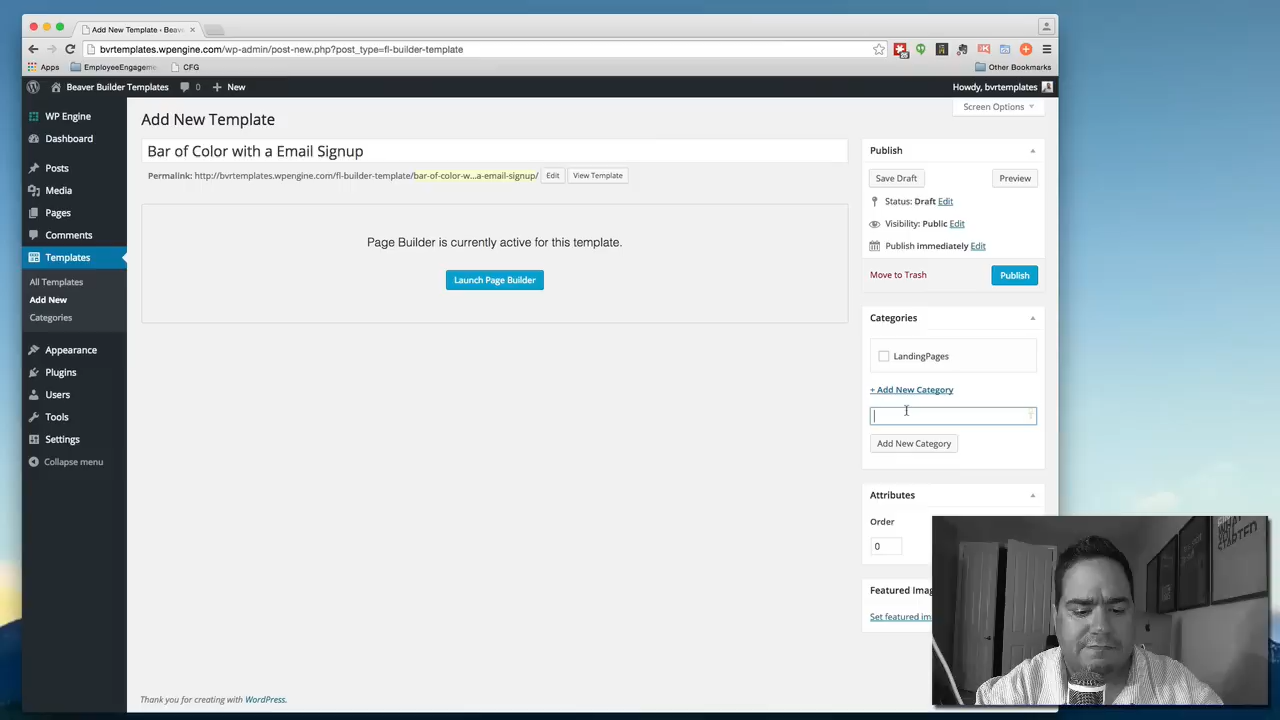 Add New Template - Beav
bvrtemplates.wpengine.com/wp-admin/post-new.php?post_type=fl-builder-template
Apps
EmployeeEngageme
CFG
Other Bookmarks
Beaver Builder Templates
0
New
Howdy, bvrtemplates
WP Engine
Dashboard
Posts
Media
Pages
Comments
Templates
All Templates
Add New
Categories
Appearance
Plugins
Users
Tools
Settings
Collapse menu
Screen Options
Add New Template
Bar of Color with a Email Signup
Permalink: http://bvrtemplates.wpengine.com/fl-builder-template/bar-of-color-w...a-email-signup/
Edit
View Template
Page Builder is currently active for this template.
Launch Page Builder
Publish
Save Draft
Preview
Status: Draft Edit
Visibility: Public Edit
Publish immediately Edit
Move to Trash
Publish
Categories
LandingPages
+ Add New Category
Add New Category
Attributes
Order
0
Featured Imag
Set featured im
Thank you for creating with WordPress.
WHAT
STARTED